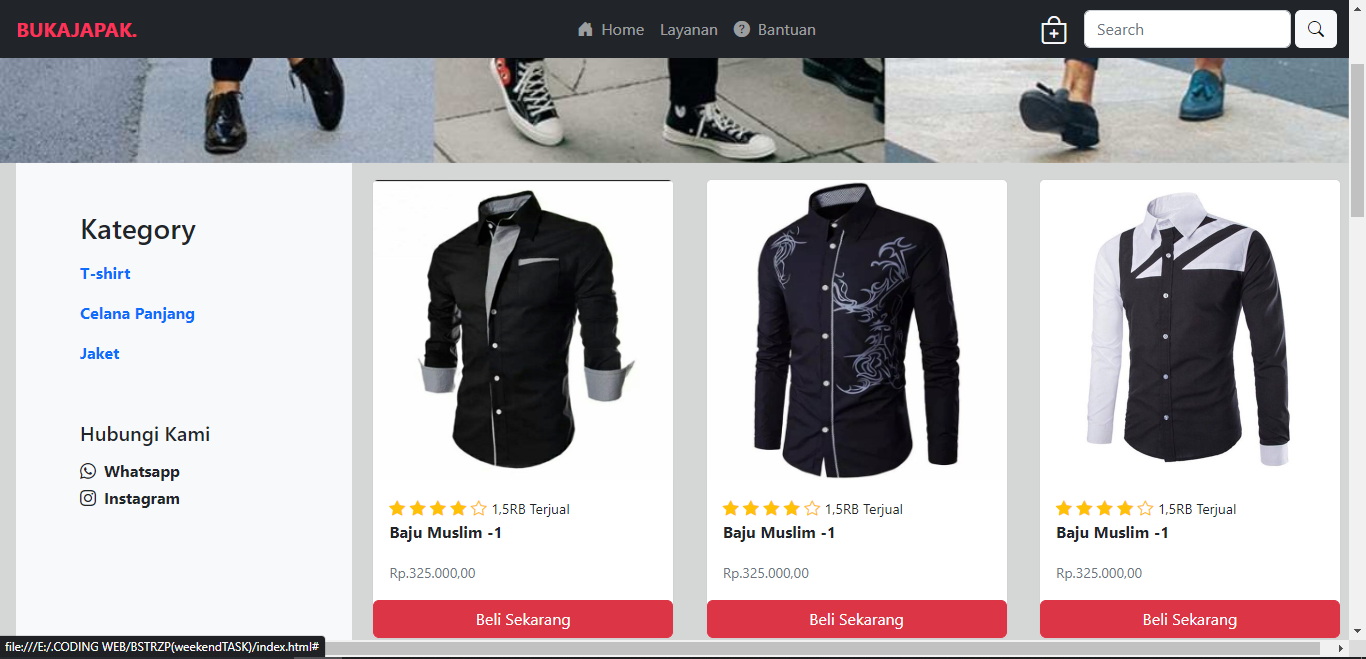 BUKAJAPAK.
Home Layanan Bantuan
Search
Kategory
T-shirt
Celana Panjang
Jaket
Hubungi Kami
Whatsapp
Instagram
1,5RB Terjual
Baju Muslim -1
Rp.325.000,00
Beli Sekarang
1,5RB Terjual
Baju Muslim -1
Rp.325.000,00
Beli Sekarang
1,5RB Terjual
Baju Muslim -1
Rp.325.000,00
Beli Sekarang
file:///E:/.CODING WEB/BSTRZP(weekendTASK)/index.html#